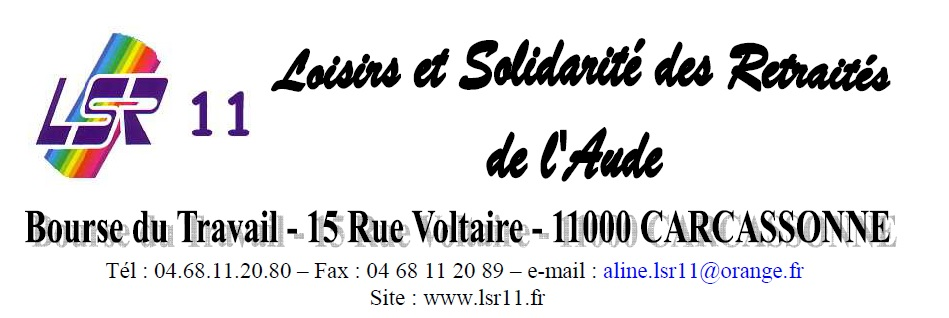 LSR 11
Loisirs et Solidarité des Retraités
de l'Aude
Bourse du Travail - 15 Rue Voltaire - 11000 CARCASSONNE
Tél : 04.68.11.20.80 – Fax : 04 68 11 20 89 – e-mail : aline.lsr11@orange.fr
Site : www.lsr11.fr